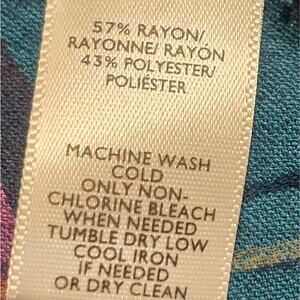 57% RAYON/
RAYONNE/ RAYÓN
43% POLYESTER/
POLIÉSTER
MACHINE WASH
COLD
ONLY NON-
CHLORINE BLEACH
WHEN NEEDED
TUMBLE DRY LOW
COOL IRON
IF NEEDED
OR DRY CLEAN